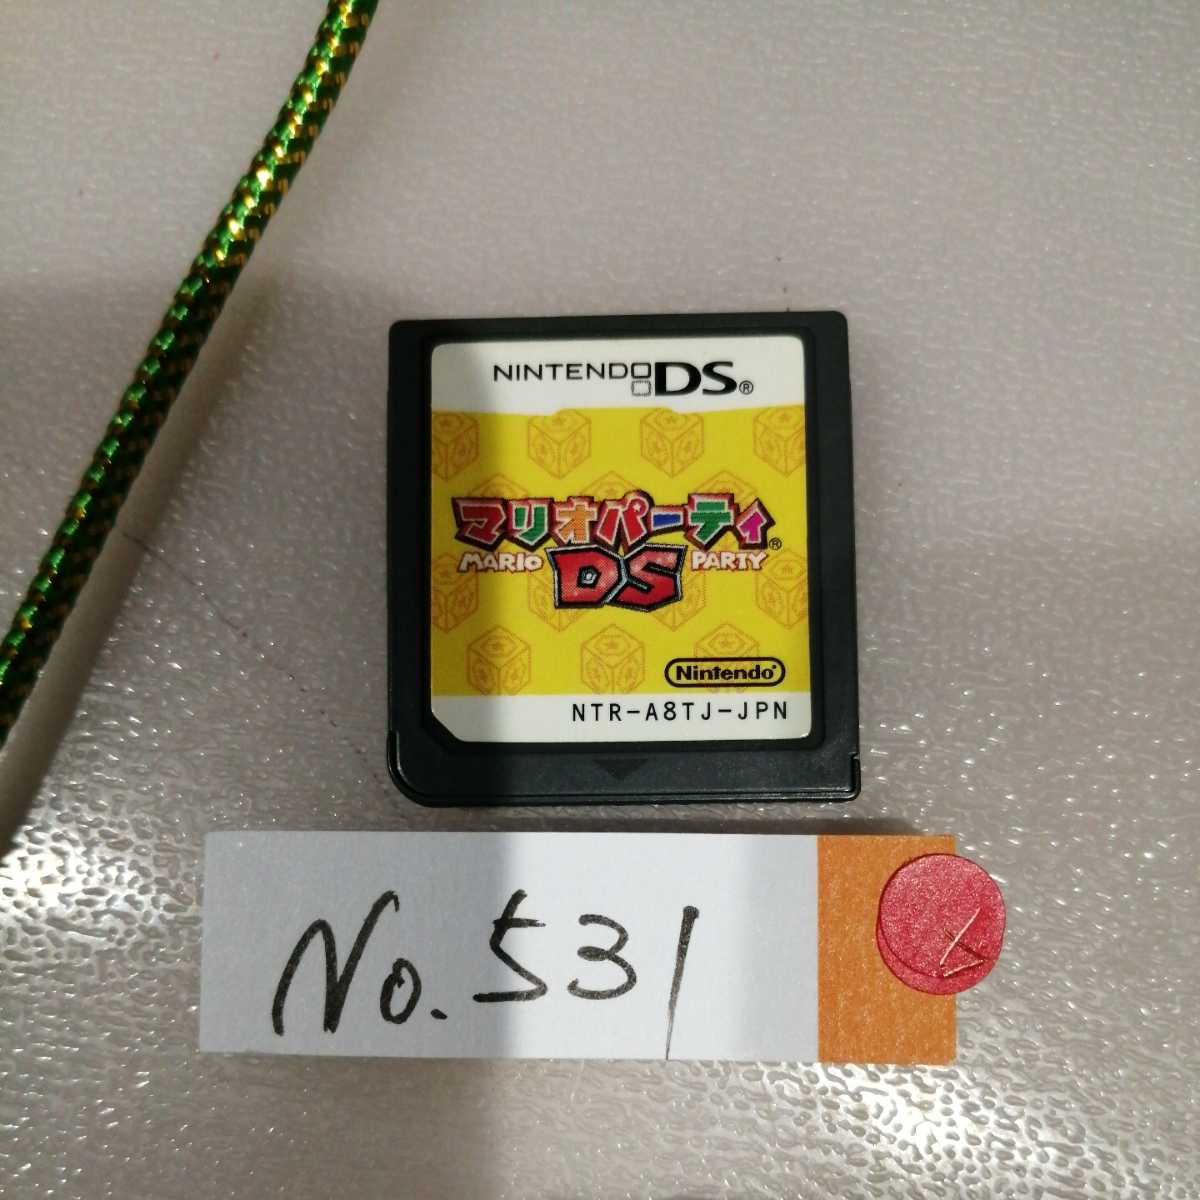 NINTENDO DS®
マリオパーティ®
MARIO DS PARTY
Nintendo®
NTR-A8TJ-JPN
No.531